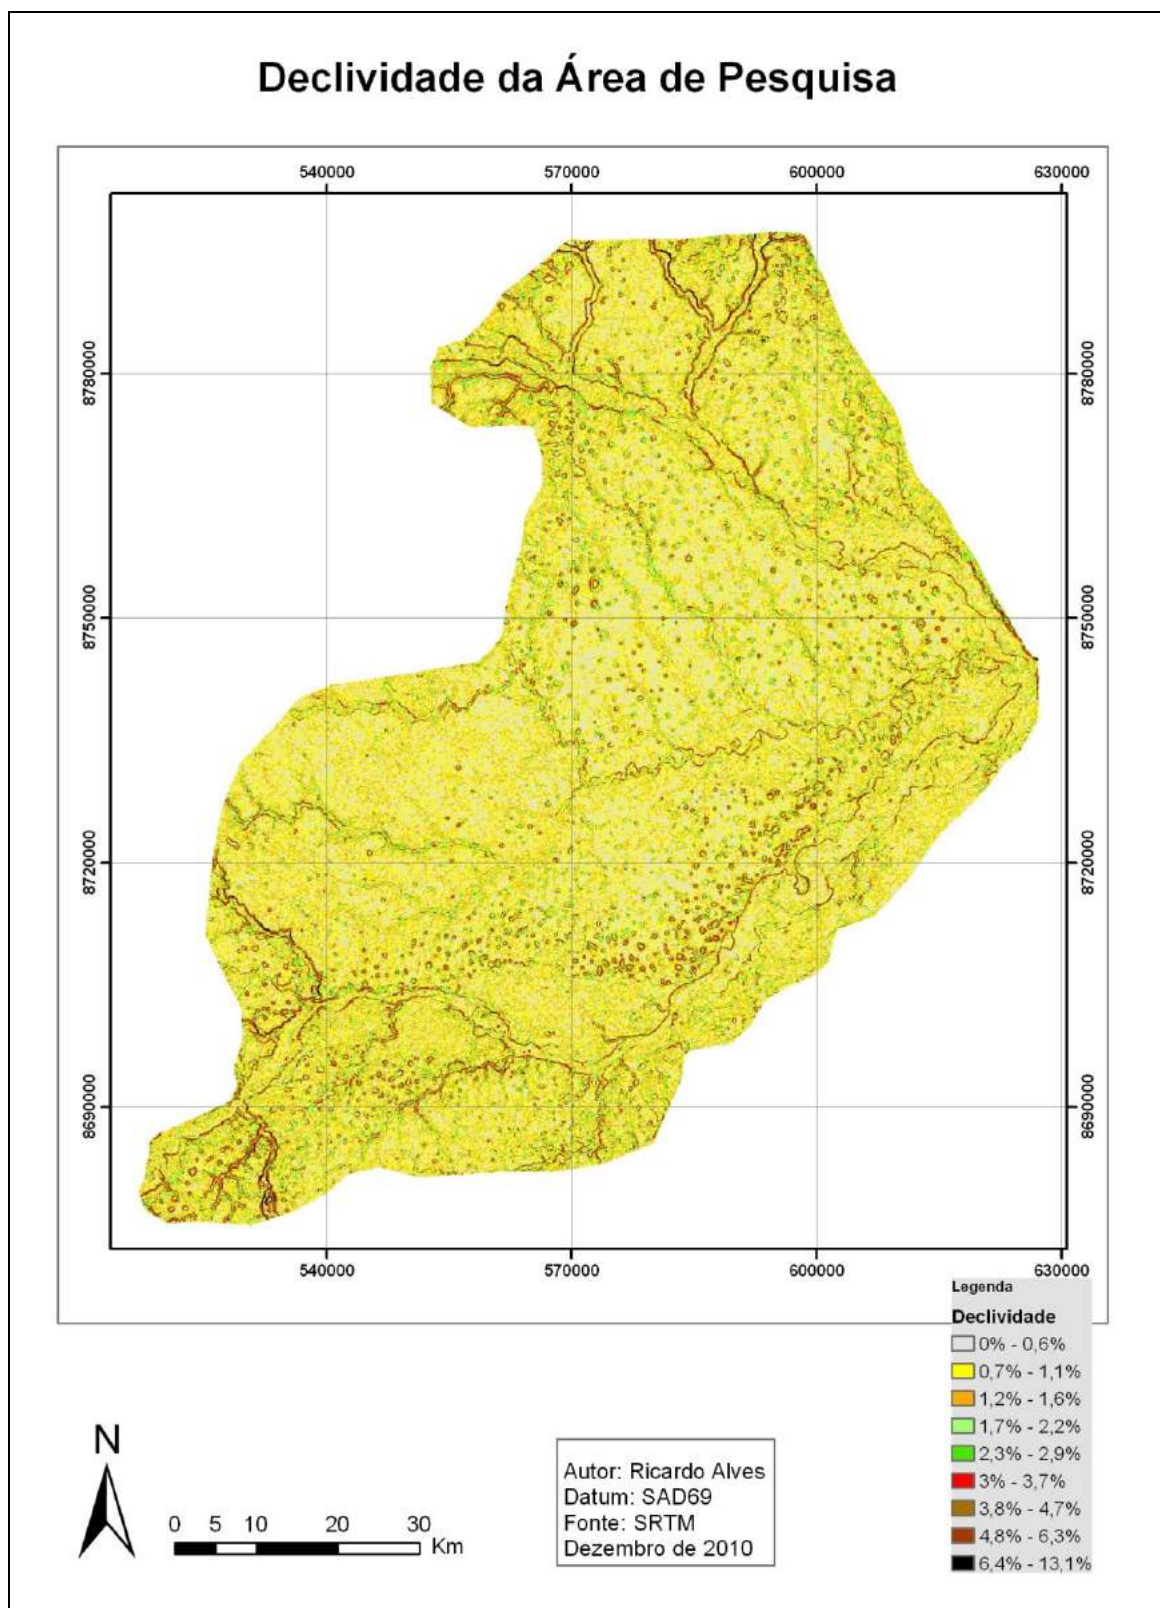 Declividade da Área de Pesquisa
540000 570000 600000 630000
8780000 8780000
8750000 8750000
8720000 8720000
8690000 8690000
540000 570000 600000 630000
Legenda
Declividade
0% - 0,6%
0,7% - 1,1%
1,2% - 1,6%
1,7% - 2,2%
2,3% - 2,9%
3% - 3,7%
3,8% - 4,7%
4,8% - 6,3%
6,4% - 13,1%
N
0 5 10 20 30
Km
Autor: Ricardo Alves
Datum: SAD69
Fonte: SRTM
Dezembro de 2010